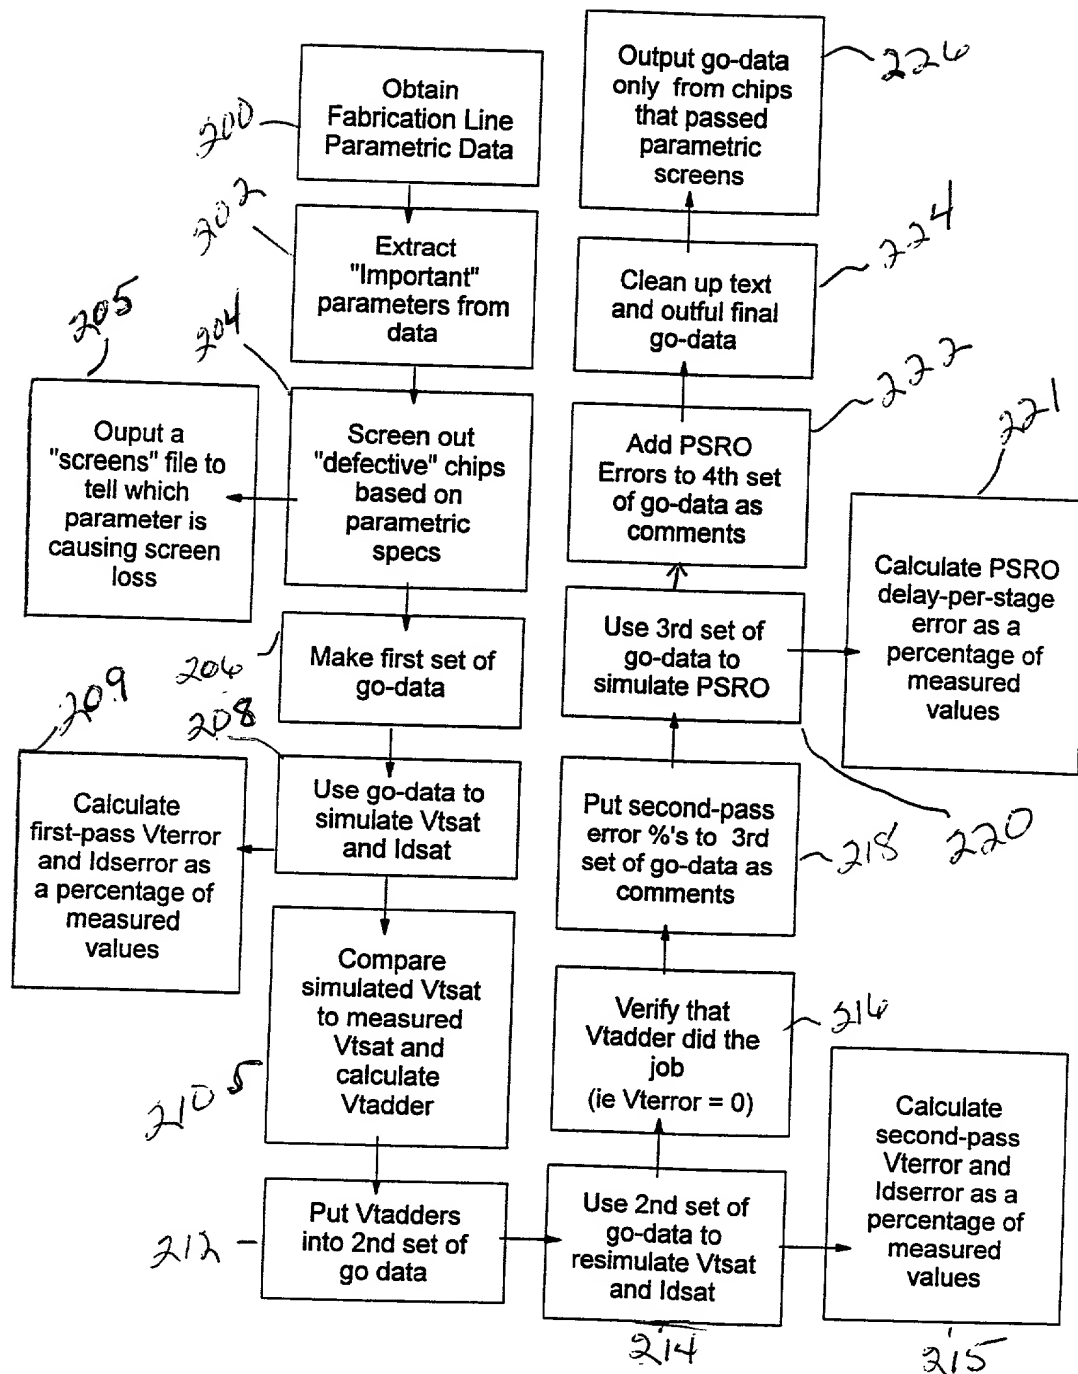 200
Obtain
Fabrication Line
Parametric Data
202
Extract
"Important"
parameters from
data
204
Screen out
"defective" chips
based on
parametric
specs
205
Ouput a
"screens" file to
tell which
parameter is
causing screen
loss
206
Make first set of
go-data
208
Use go-data to
simulate Vtsat
and Idsat
209
Calculate
first-pass Vterror
and Idserror as
a percentage of
measured
values
210
Compare
simulated Vtsat
to measured
Vtsat and
calculate
Vtadder
212
Put Vtadders
into 2nd set of
go data
214
Use 2nd set of
go-data to
resimulate Vtsat
and Idsat
215
Calculate
second-pass
Vterror and
Idserror as a
percentage of
measured
values
216
Verify that
Vtadder did the
job
(ie Vterror = 0)
218
Put second-pass
error %'s to 3rd
set of go-data as
comments
220
Use 3rd set of
go-data to
simulate PSRO
221
Calculate PSRO
delay-per-stage
error as a
percentage of
measured
values
222
Add PSRO
Errors to 4th set
of go-data as
comments
224
Clean up text
and outful final
go-data
226
Output go-data
only from chips
that passed
parametric
screens